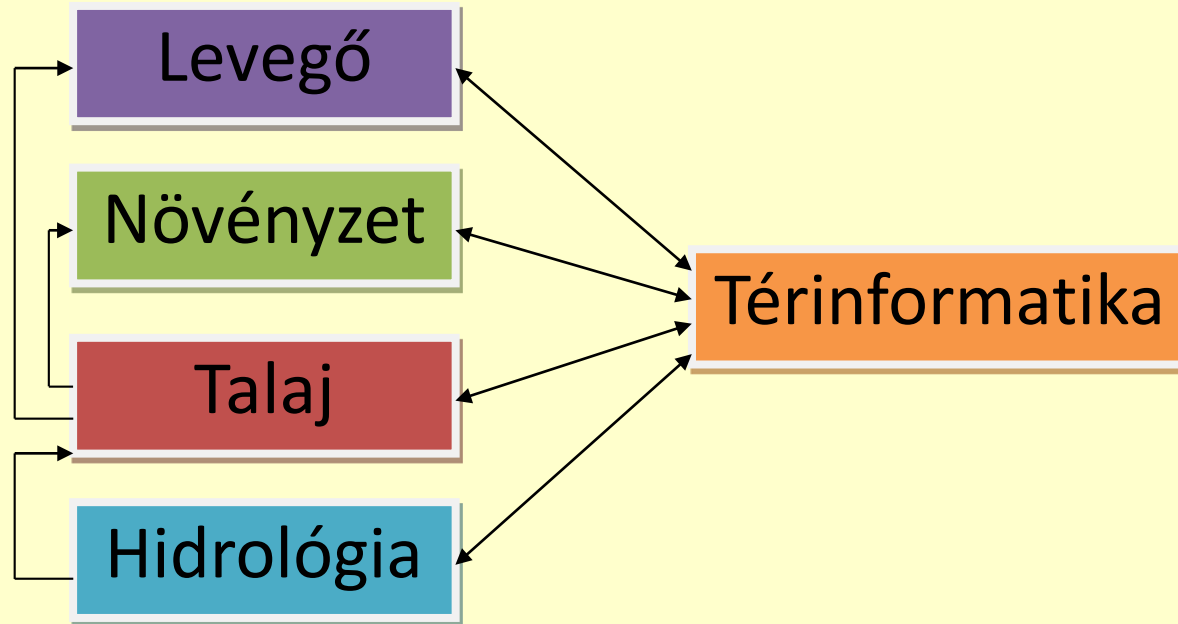 Levegő
Növényzet
Térinformatika
Talaj
Hidrológia